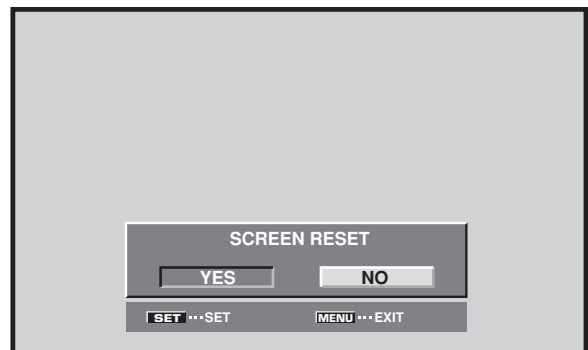 SCREEN RESET
YES NO
SET ···SET MENU ···EXIT